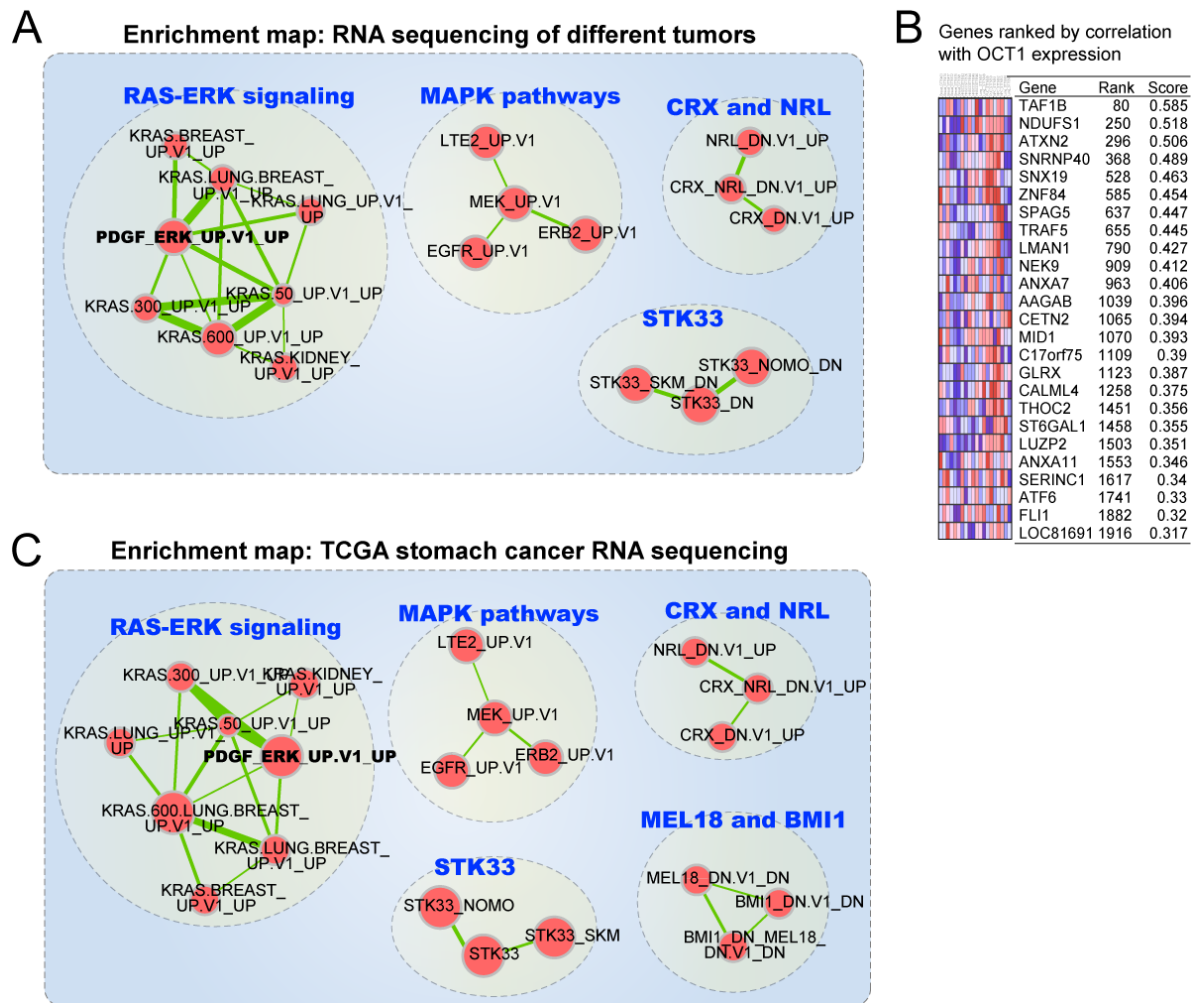 A
Enrichment map: RNA sequencing of different tumors
RAS-ERK signaling
KRAS.BREAST_
UP.V1_UP
KRAS.LUNG.BREAST_
UP.V1_UP
KRAS.LUNG_UP.V1_
UP
PDGF_ERK_UP.V1_UP
KRAS.50_UP.V1_UP
KRAS.300_UP.V1_UP
KRAS.600_UP.V1_UP
KRAS.KIDNEY_
UP.V1_UP
MAPK pathways
LTE2_UP.V1
MEK_UP.V1
ERB2_UP.V1
EGFR_UP.V1
CRX and NRL
NRL_DN.V1_UP
CRX_NRL_DN.V1_UP
CRX_DN.V1_UP
STK33
STK33_NOMO_DN
STK33_SKM_DN
STK33_DN
B
Genes ranked by correlation
with OCT1 expression
Gene Rank Score
TAF1B 80 0.585
NDUFS1 250 0.518
ATXN2 296 0.506
SNRNP40 368 0.489
SNX19 528 0.463
ZNF84 585 0.454
SPAG5 637 0.447
TRAF5 655 0.445
LMAN1 790 0.427
NEK9 909 0.412
ANXA7 963 0.406
AAGAB 1039 0.396
CETN2 1065 0.394
MID1 1070 0.393
C17orf75 1109 0.39
GLRX 1123 0.387
CALML4 1258 0.375
THOC2 1451 0.356
ST6GAL1 1458 0.355
LUZP2 1503 0.351
ANXA11 1553 0.346
SERINC1 1617 0.34
ATF6 1741 0.33
FLI1 1882 0.32
LOC81691 1916 0.317
C
Enrichment map: TCGA stomach cancer RNA sequencing
RAS-ERK signaling
KRAS.300_UP.V1_UP
KRAS.KIDNEY_
UP.V1_UP
KRAS.50_UP.V1_UP
KRAS.LUNG_UP.V1_
UP
PDGF_ERK_UP.V1_UP
KRAS.600.LUNG.BREAST_
UP.V1_UP
KRAS.LUNG.BREAST_
UP.V1_UP
KRAS.BREAST_
UP.V1_UP
MAPK pathways
LTE2_UP.V1
MEK_UP.V1
ERB2_UP.V1
EGFR_UP.V1
CRX and NRL
NRL_DN.V1_UP
CRX_NRL_DN.V1_UP
CRX_DN.V1_UP
STK33
STK33_NOMO
STK33_SKM
STK33
MEL18 and BMI1
MEL18_DN.V1_DN
BMI1_DN.V1_DN
BMI1_DN_MEL18_
DN.V1_DN